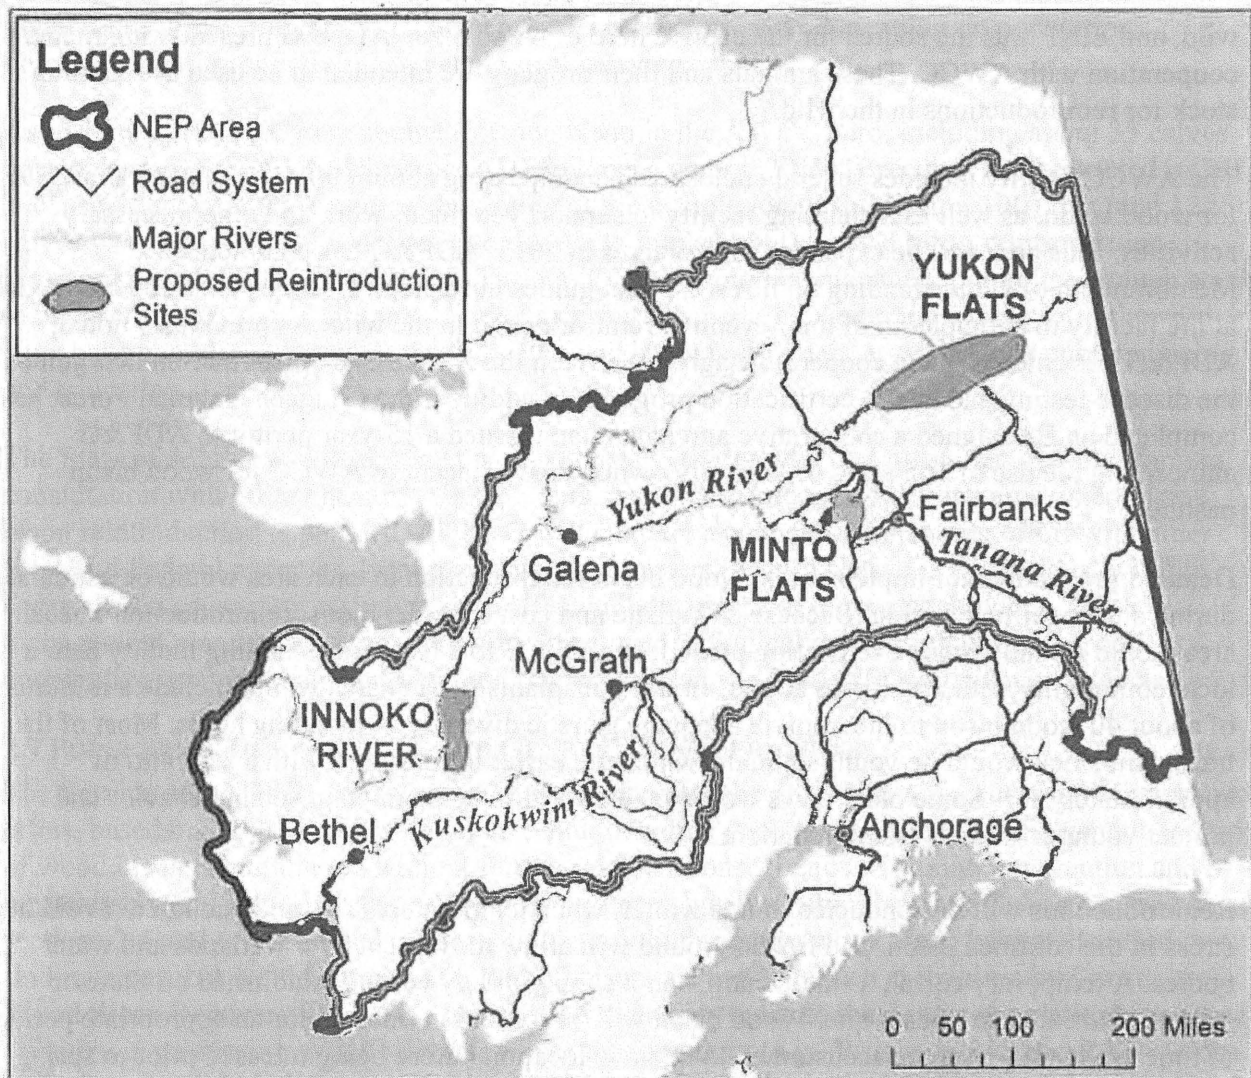 Legend
NEP Area
Road System
Major Rivers
Proposed Reintroduction
Sites
YUKON
FLATS
Yukon River
Fairbanks
MINTO
FLATS
Tanana River
Galena
McGrath
INNOKO
RIVER
Kuskokwim River
Bethel
Anchorage
0 50 100 200 Miles